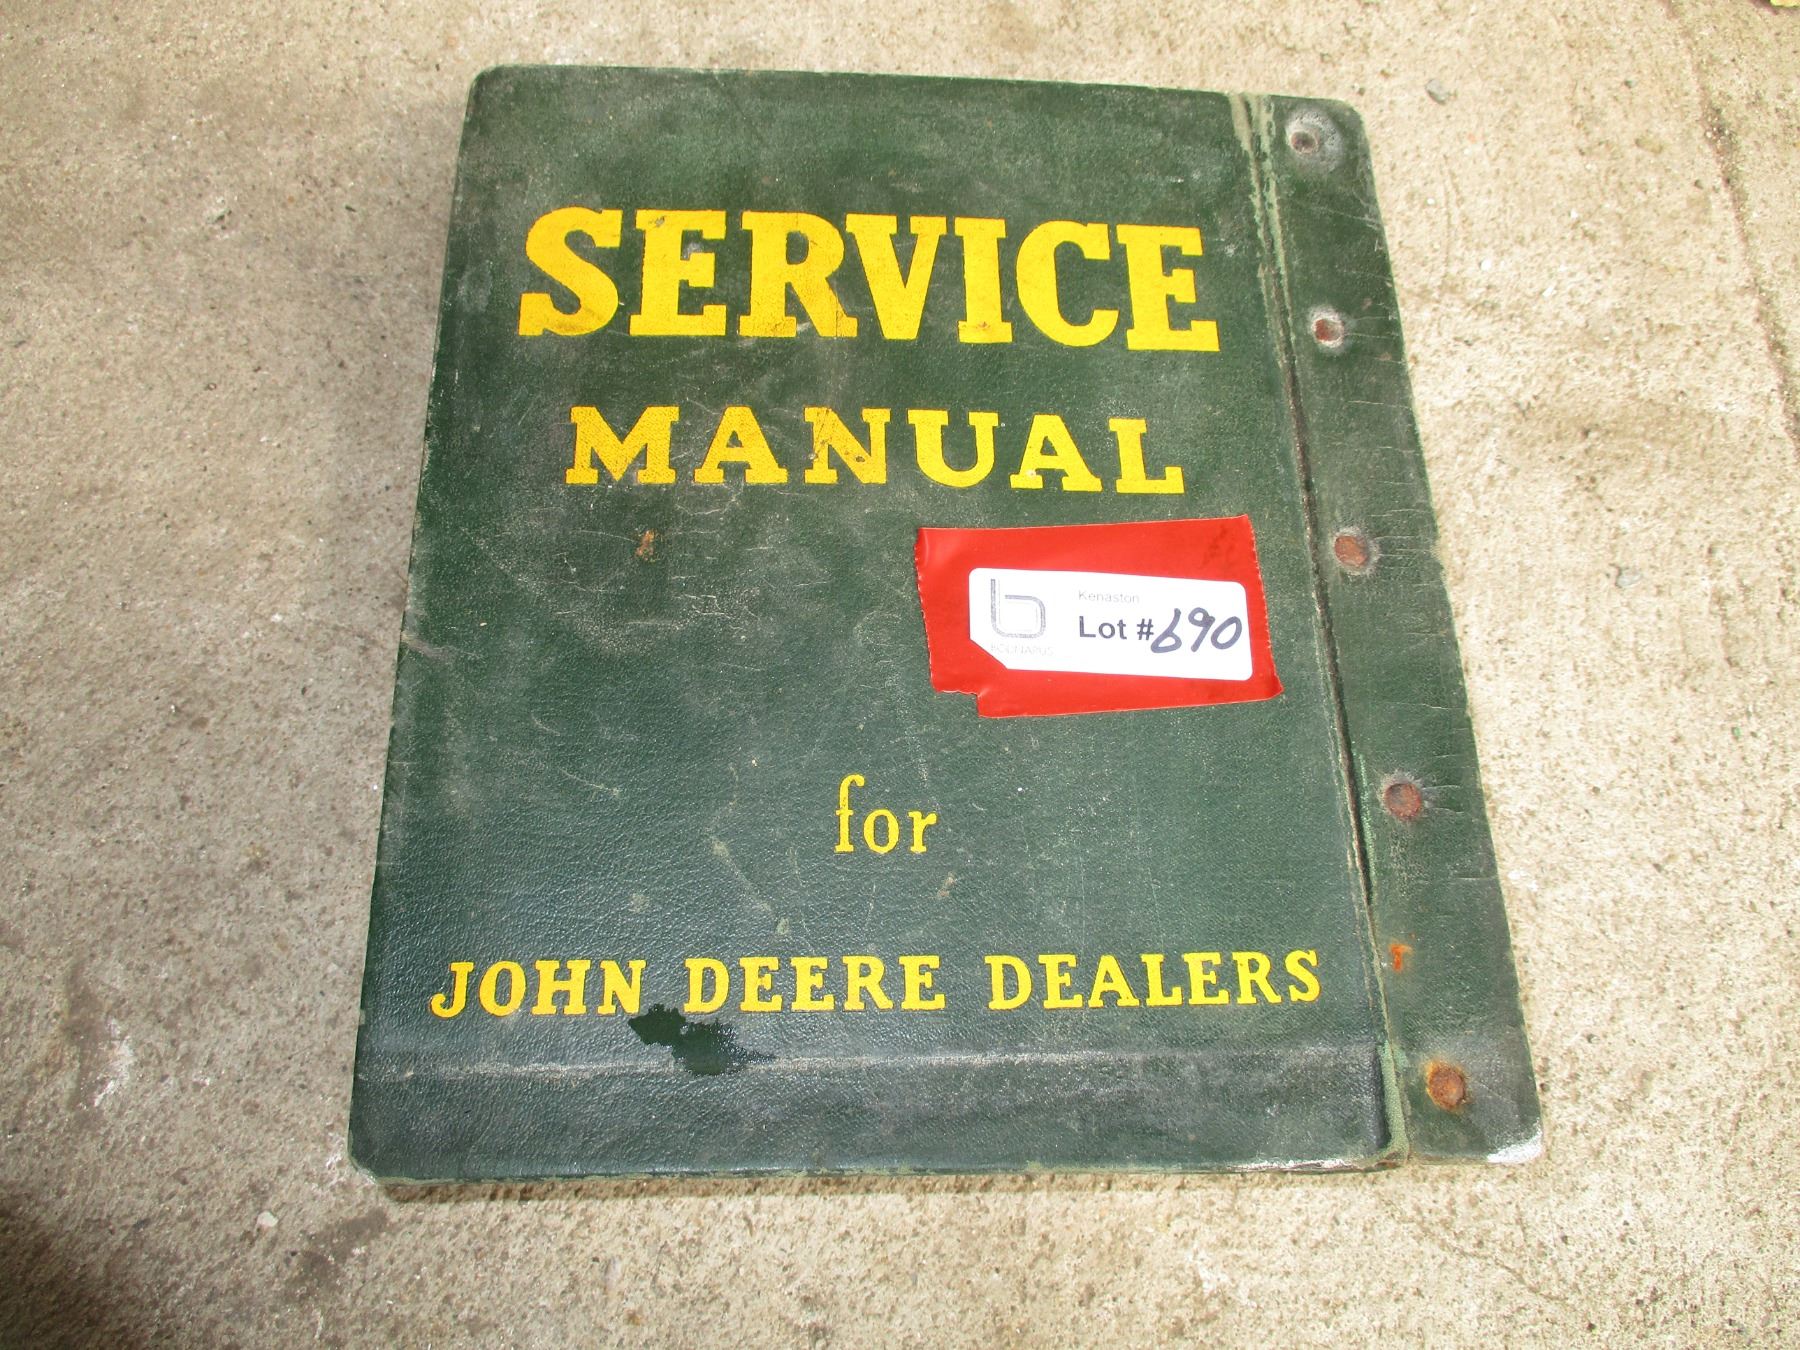 SERVICE
MANUAL
Kenaston
Lot #690
for
JOHN DEERE DEALERS